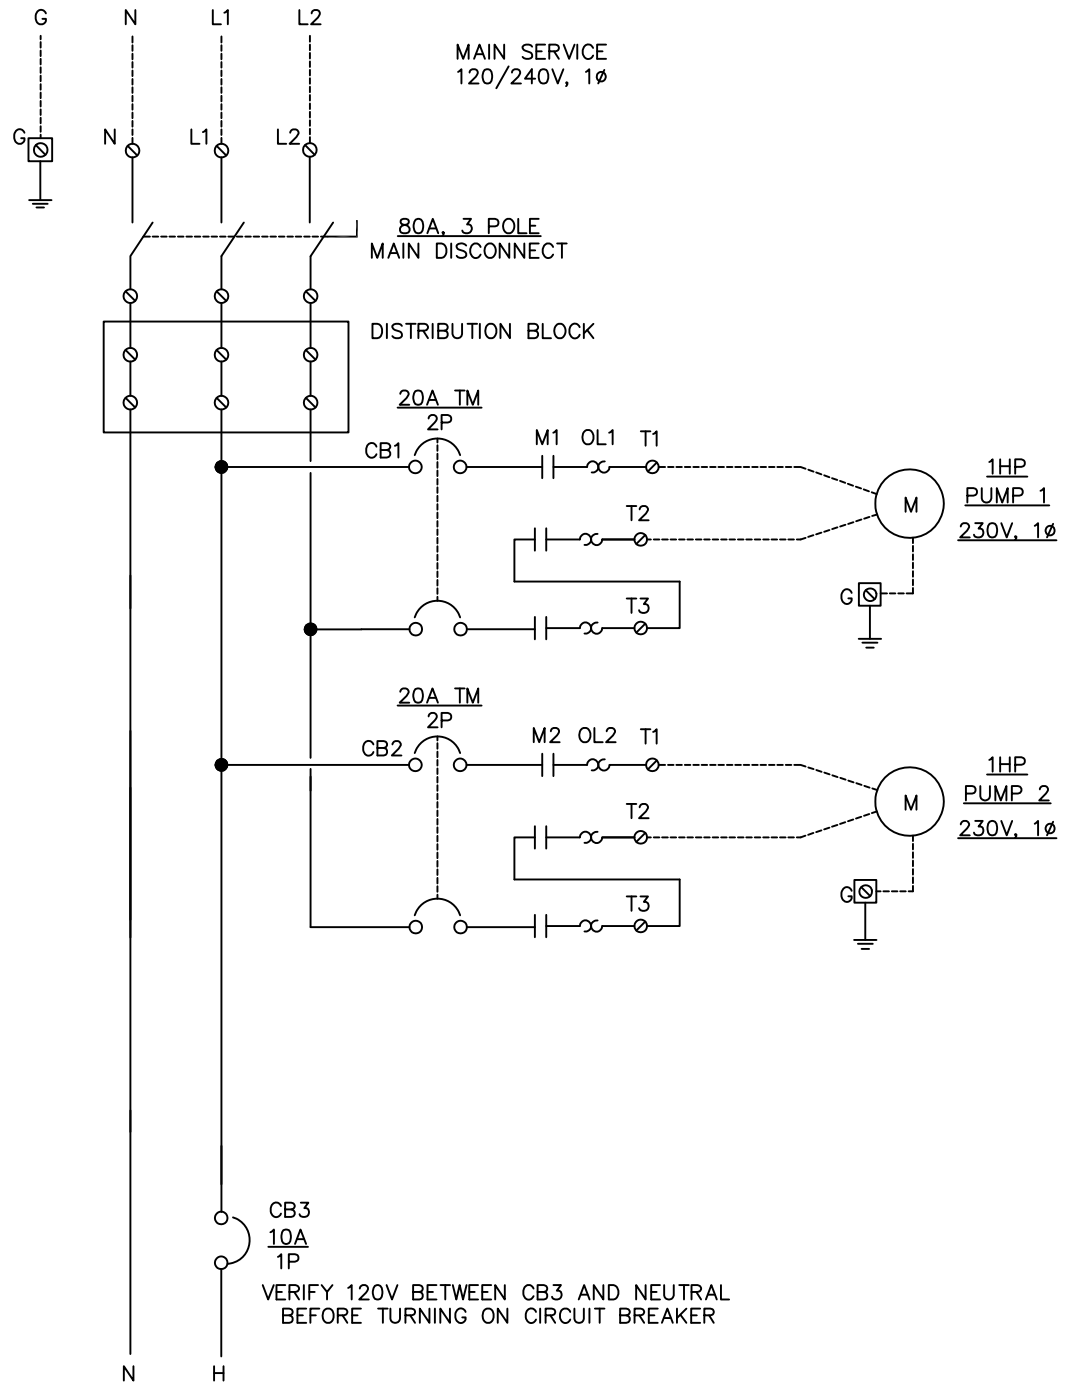 G N L1 L2
MAIN SERVICE
120/240V, 1ø
G N L1 L2
80A, 3 POLE
MAIN DISCONNECT
DISTRIBUTION BLOCK
20A TM
2P
CB1 M1 OL1 T1
1HP
PUMP 1
230V, 1ø
M
T2
G
T3
20A TM
2P
CB2 M2 OL2 T1
1HP
PUMP 2
230V, 1ø
M
T2
G
T3
CB3
10A
1P
VERIFY 120V BETWEEN CB3 AND NEUTRAL
BEFORE TURNING ON CIRCUIT BREAKER
N H